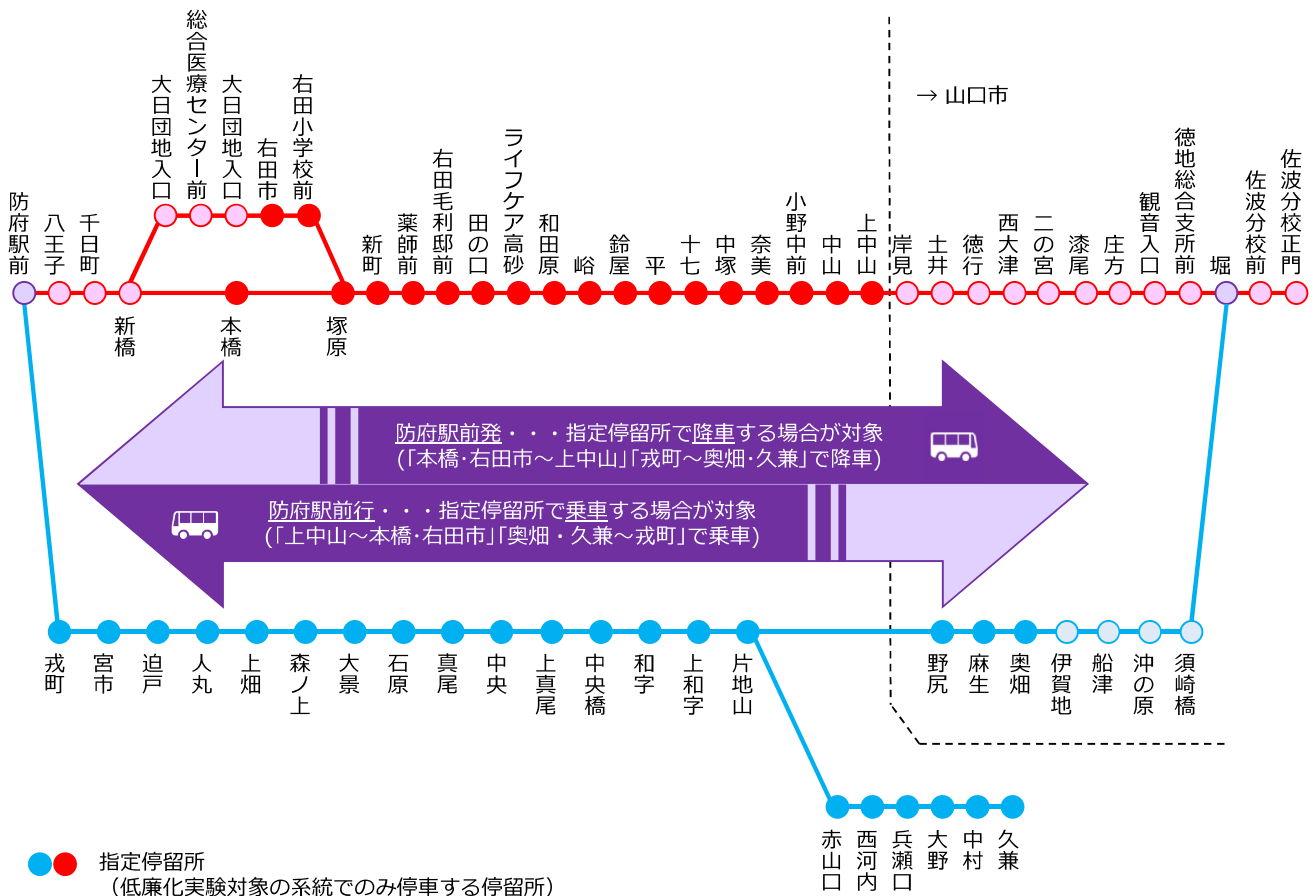 → 山口市
大日団地入口
総合医療センター前
大日団地入口
右田市
右田小学校前
防府駅前
八王子
千日町
新町
薬師前
右田毛利邸前
田の口
ライフケア高砂
和田原
峪
鈴屋
平
十七
中塚
奈美
小野中前
中山
上中山
岸見
土井
徳行
西大津
二の宮
漆尾
庄方
観音入口
徳地総合支所前
堀
佐波分校前
佐波分校正門
新橋
本橋
塚原
防府駅前発・・・指定停留所で降車する場合が対象
(「本橋･右田市～上中山」「戎町～奥畑･久兼」で降車)
防府駅前行・・・指定停留所で乗車する場合が対象
(「上中山～本橋･右田市」「奥畑・久兼～戎町」で乗車)
戎町
宮市
迫戸
人丸
上畑
森ノ上
大景
石原
真尾
中央
上真尾
中央橋
和字
上和字
片地山
野尻
麻生
奥畑
伊賀地
船津
沖の原
須崎橋
赤山口
西河内
兵瀬口
大野
中村
久兼
指定停留所
（低廉化実験対象の系統でのみ停車する停留所）